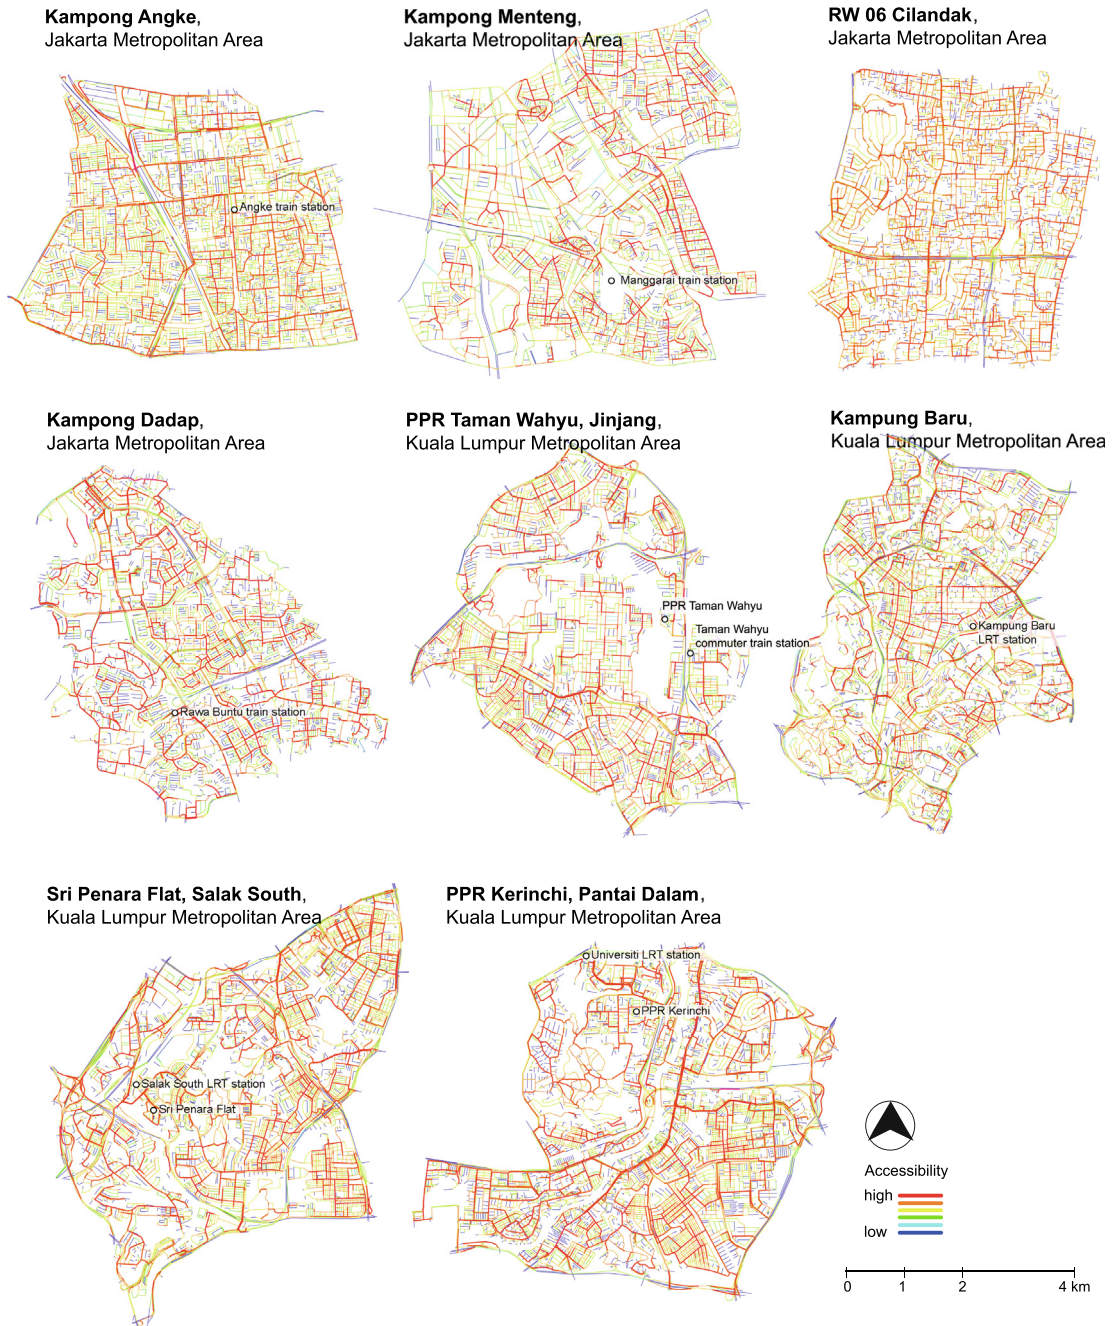 Kampong Angke,
Jakarta Metropolitan Area
Kampong Menteng,
Jakarta Metropolitan Area
RW 06 Cilandak,
Jakarta Metropolitan Area
Angke train station
Manggarai train station
Kampong Dadap,
Jakarta Metropolitan Area
PPR Taman Wahyu, Jinjang,
Kuala Lumpur Metropolitan Area
Kampung Baru,
Kuala Lumpur Metropolitan Area
Rawa Buntu train station
PPR Taman Wahyu
Taman Wahyu
commuter train station
Kampung Baru
LRT station
Sri Penara Flat, Salak South,
Kuala Lumpur Metropolitan Area
PPR Kerinchi, Pantai Dalam,
Kuala Lumpur Metropolitan Area
Salak South LRT station
Sri Penara Flat
Universiti LRT station
PPR Kerinchi
Accessibility
high
low
0 1 2 4 km